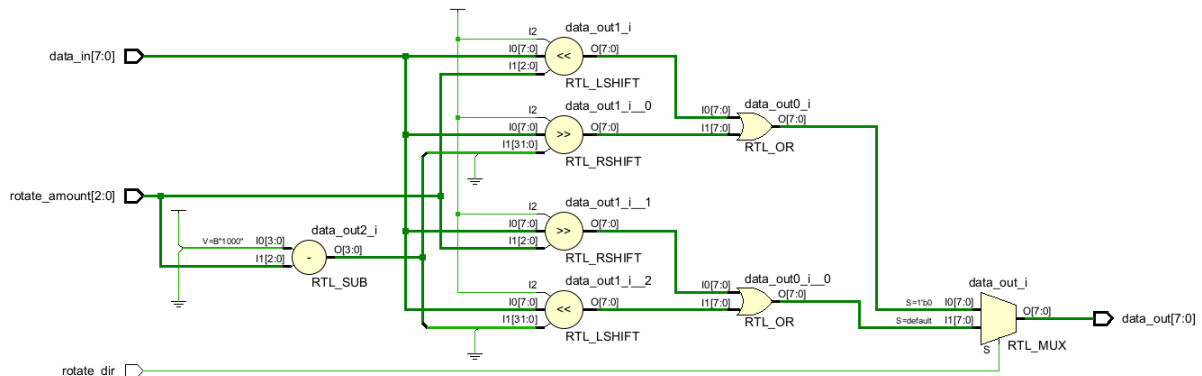 data_in[7:0]
rotate_amount[2:0]
rotate_dir
V=B"1000"
I0[3:0]
I1[2:0]
data_out2_i
-
O[3:0]
RTL_SUB
data_out1_i
I2
I0[7:0]
I1[2:0]
<<
O[7:0]
RTL_LSHIFT
data_out1_i__0
I2
I0[7:0]
I1[31:0]
>>
O[7:0]
RTL_RSHIFT
data_out1_i__1
I2
I0[7:0]
I1[2:0]
>>
O[7:0]
RTL_RSHIFT
data_out1_i__2
I2
I0[7:0]
I1[31:0]
<<
O[7:0]
RTL_LSHIFT
data_out0_i
I0[7:0]
I1[7:0]
O[7:0]
RTL_OR
data_out0_i__0
I0[7:0]
I1[7:0]
O[7:0]
RTL_OR
data_out_i
S=1'b0
I0[7:0]
S=default
I1[7:0]
S
O[7:0]
RTL_MUX
data_out[7:0]